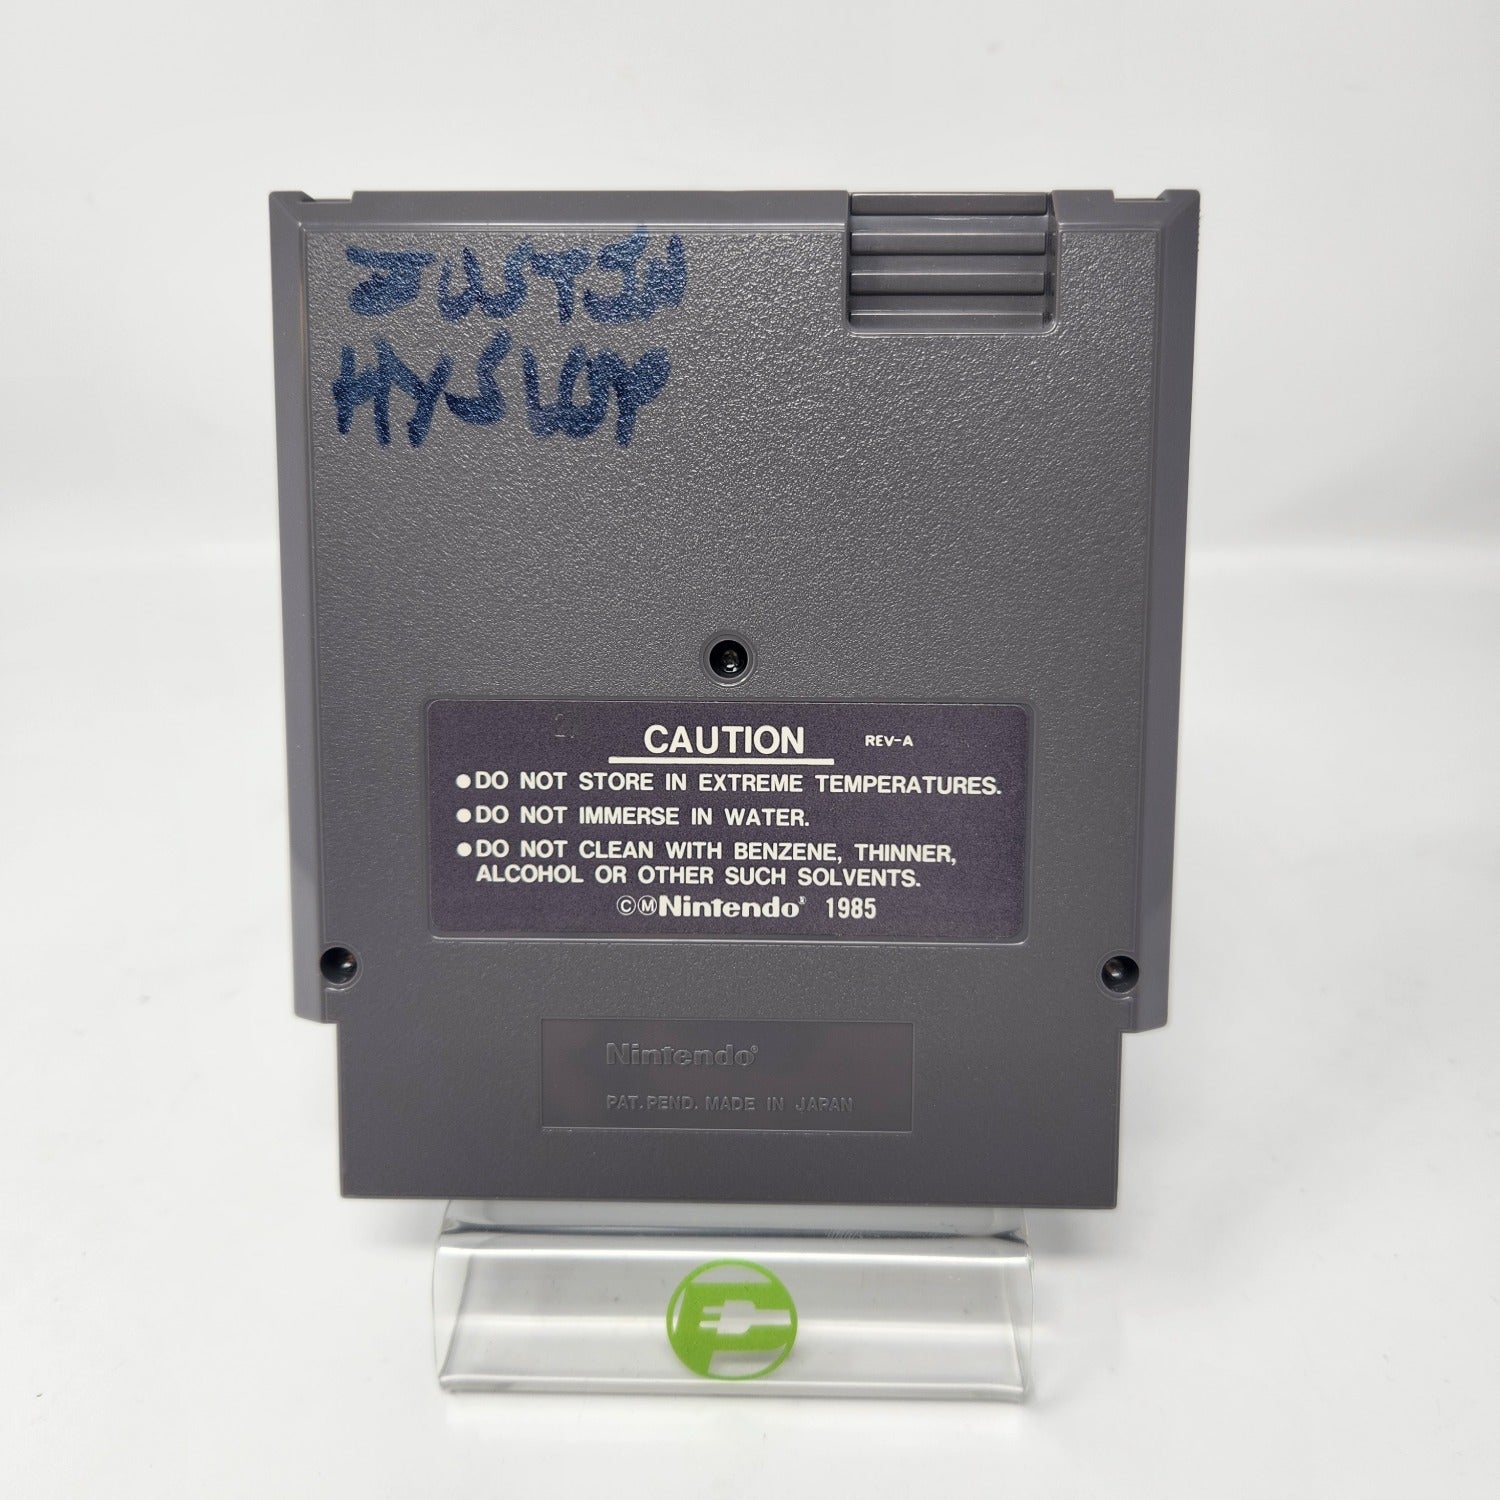 JUSTIN
HYSLOP
CAUTION REV-A
●DO NOT STORE IN EXTREME TEMPERATURES.
●DO NOT IMMERSE IN WATER.
●DO NOT CLEAN WITH BENZENE, THINNER,
ALCOHOL OR OTHER SUCH SOLVENTS.
©ⓂNintendo® 1985
Nintendo®
PAT. PEND. MADE IN JAPAN